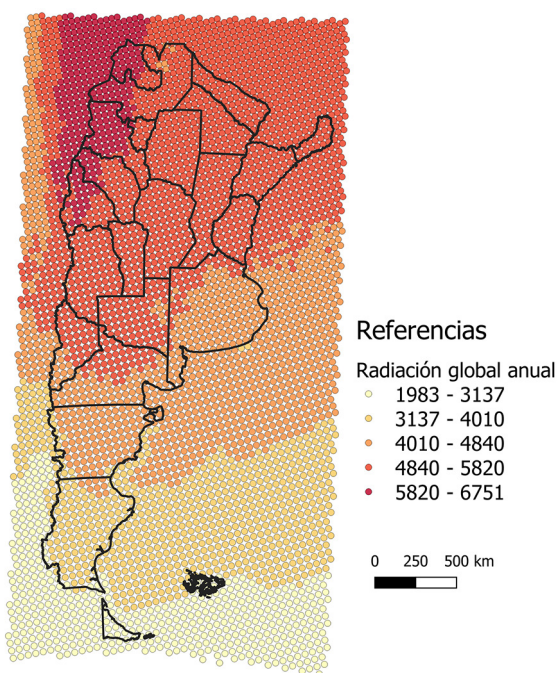 Referencias
Radiación global anual
1983 - 3137
3137 - 4010
4010 - 4840
4840 - 5820
5820 - 6751
0 250 500 km